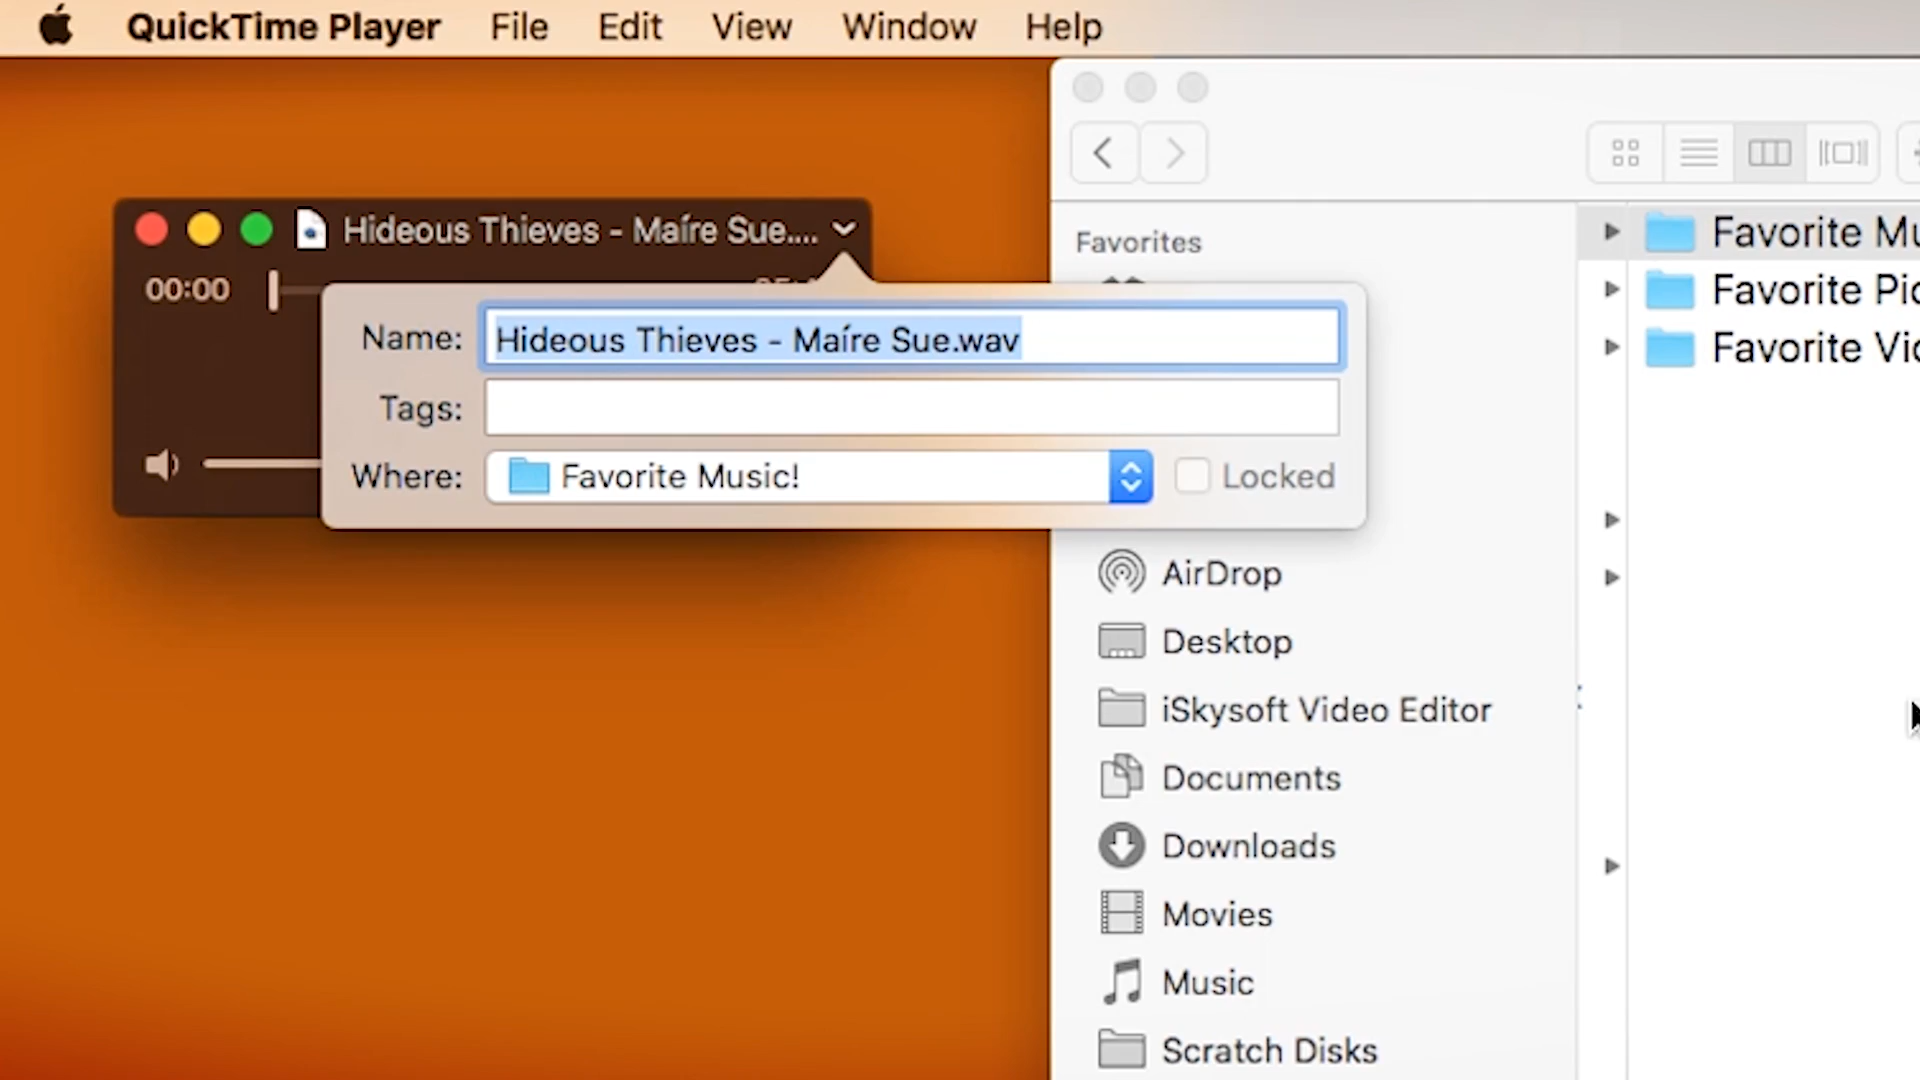 QuickTime Player File Edit View Window Help
Hideous Thieves - Maíre Sue....
00:00
Name: Hideous Thieves - Maíre Sue.wav
Tags:
Where: Favorite Music! Locked
Favorites
AirDrop
Desktop
iSkysoft Video Editor
Documents
Downloads
Movies
Music
Scratch Disks
Favorite Mu
Favorite Pic
Favorite Vid